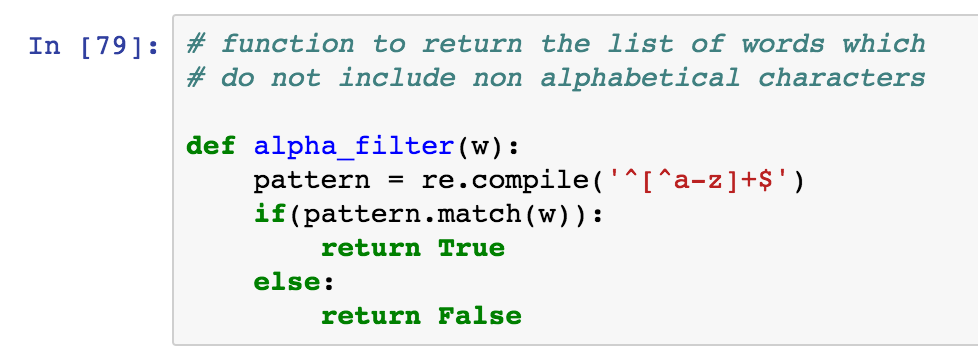 In [79]: # function to return the list of words which
# do not include non alphabetical characters
def alpha_filter(w):
    pattern = re.compile('^[^a-z]+$')
    if(pattern.match(w)):
        return True
    else:
        return False